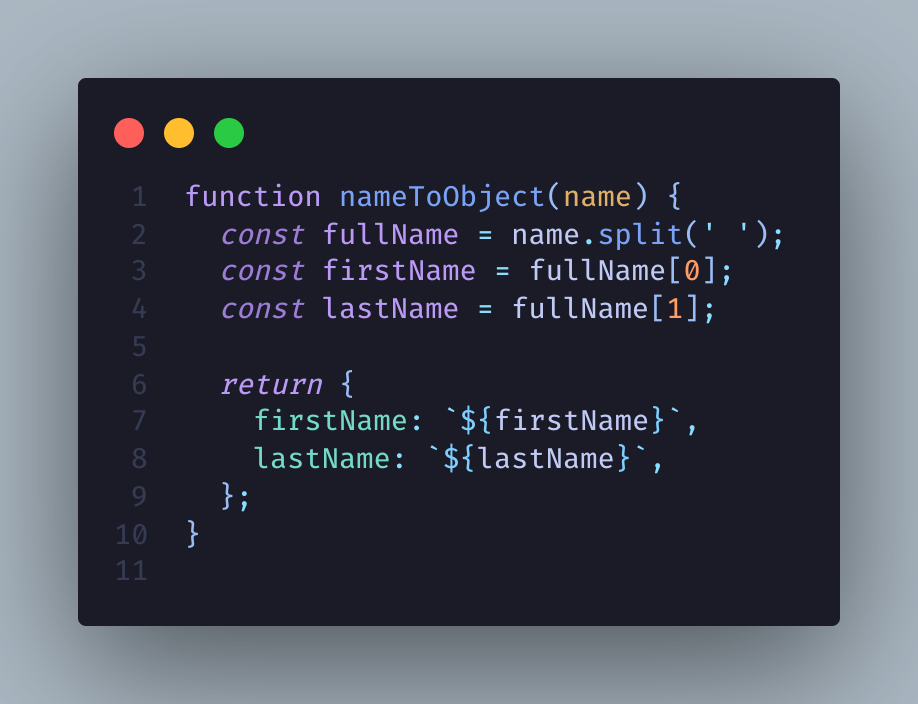 1 function nameToObject(name) {
2   const fullName = name.split(' ');
3   const firstName = fullName[0];
4   const lastName = fullName[1];
5
6   return {
7     firstName: `${firstName}`,
8     lastName: `${lastName}`,
9   };
10 }
11